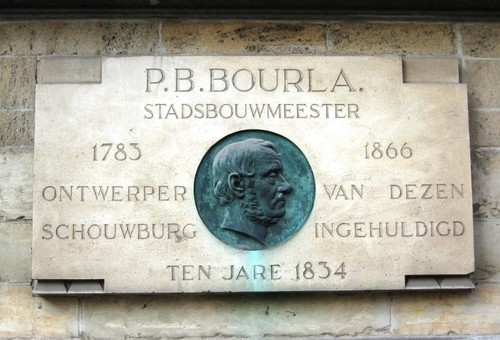 P.B.BOURLA.
STADSBOUWMEESTER
1783 1866
ONTWERPER VAN DEZEN
SCHOUWBURG INGEHULDIGD
TEN JARE 1834